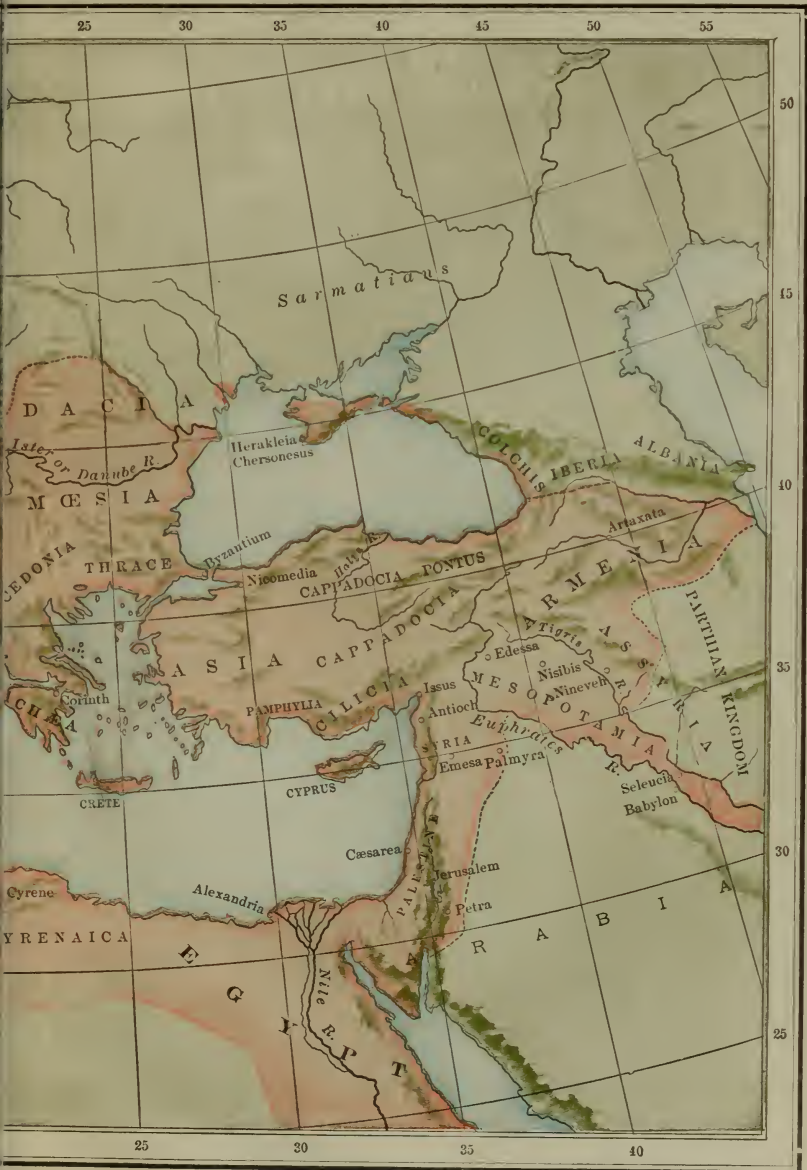 25 30 35 40 45 50 55
50
Sarmatians
45
DACIA
Ister or Danube R.
Herakleia
Chersonesus
COLCHIS
IBERIA
ALBANIA
40
MŒSIA
Artaxata
CEDONIA
THRACE
Byzantium
Nicomedia
Halys R.
CAPPADOCIA PONTUS
ARMENIA
PARTHIAN KINGDOM
ASIA
CAPPADOCIA
Tigris R.
ASSYRIA
Edessa
Nisibis
Nineveh
35
MESOPOTAMIA
Corinth
CHÆA
PAMPHYLIA
CILICIA
Issus
Antioch
Euphrates R.
SYRIA
Emesa
Palmyra
CRETE
CYPRUS
Seleucia
Babylon
Cæsarea
PALESTINE
30
Cyrene
Alexandria
Jerusalem
Petra
ARABIA
YRENAICA
EGYPT
Nile R.
25
25 30 35 40